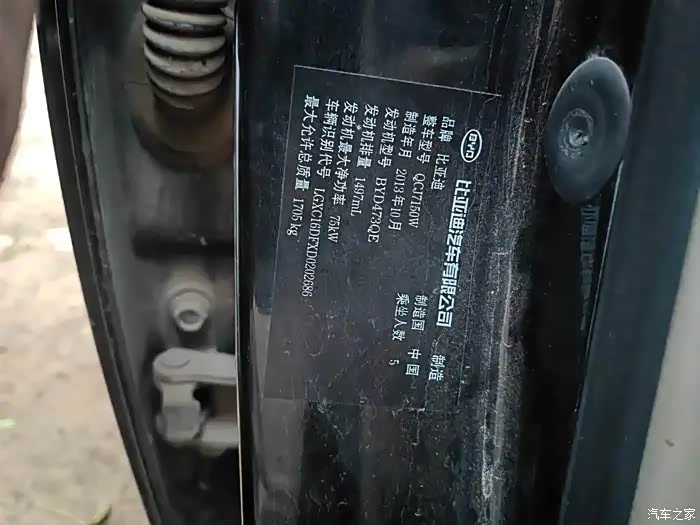 BYD 比亚迪汽车有限公司 制造
品牌 比亚迪 制造国 中国
整车型号 QCJ7150W 乘坐人数 5
制造年月 2013年10月
发动机型号 BYD473QE
发动机排量 1497mL
发动机最大净功率 75kW
车辆识别代号 LGXC16DFXD0202686
最大允许总质量 1705kg
汽车之家